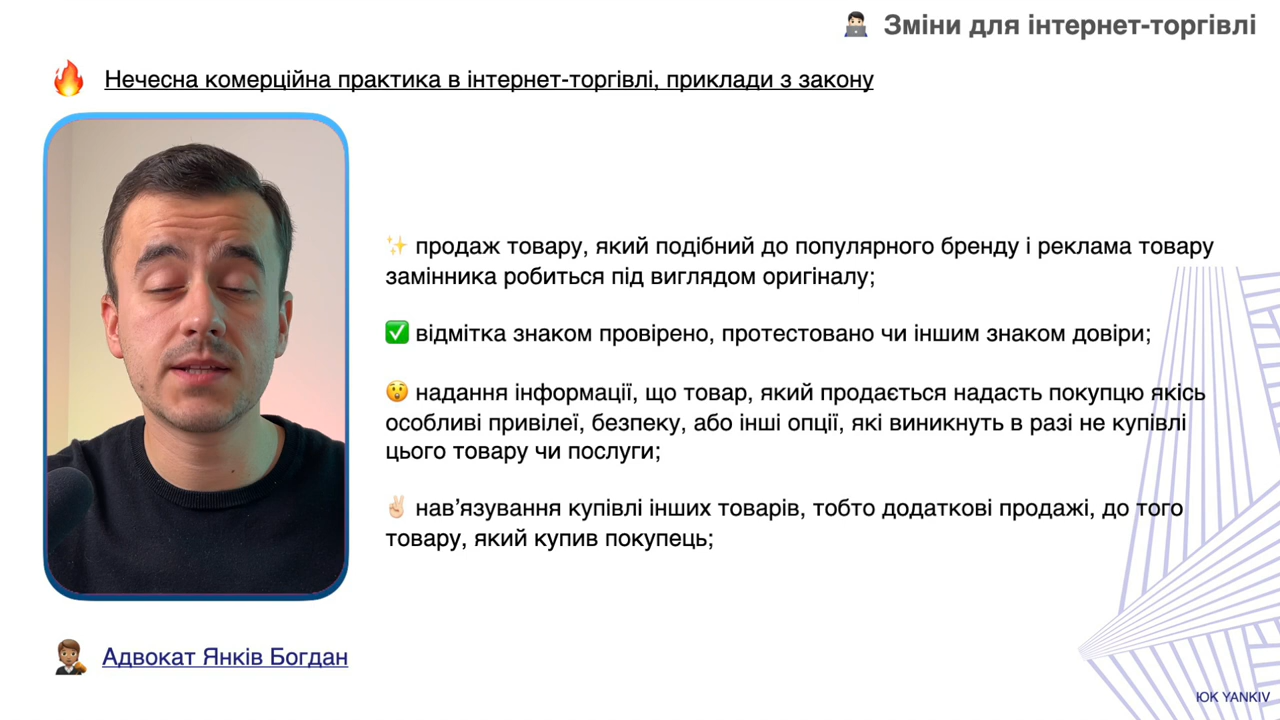 Зміни для інтернет-торгівлі
Нечесна комерційна практика в інтернет-торгівлі, приклади з закону
продаж товару, який подібний до популярного бренду і реклама товару
замінника робиться під виглядом оригіналу;
відмітка знаком провірено, протестовано чи іншим знаком довіри;
надання інформації, що товар, який продається надасть покупцю якісь
особливі привілеї, безпеку, або інші опції, які виникнуть в разі не купівлі
цього товару чи послуги;
нав’язування купівлі інших товарів, тобто додаткові продажі, до того
товару, який купив покупець;
Адвокат Янків Богдан
ЮК YANKIV